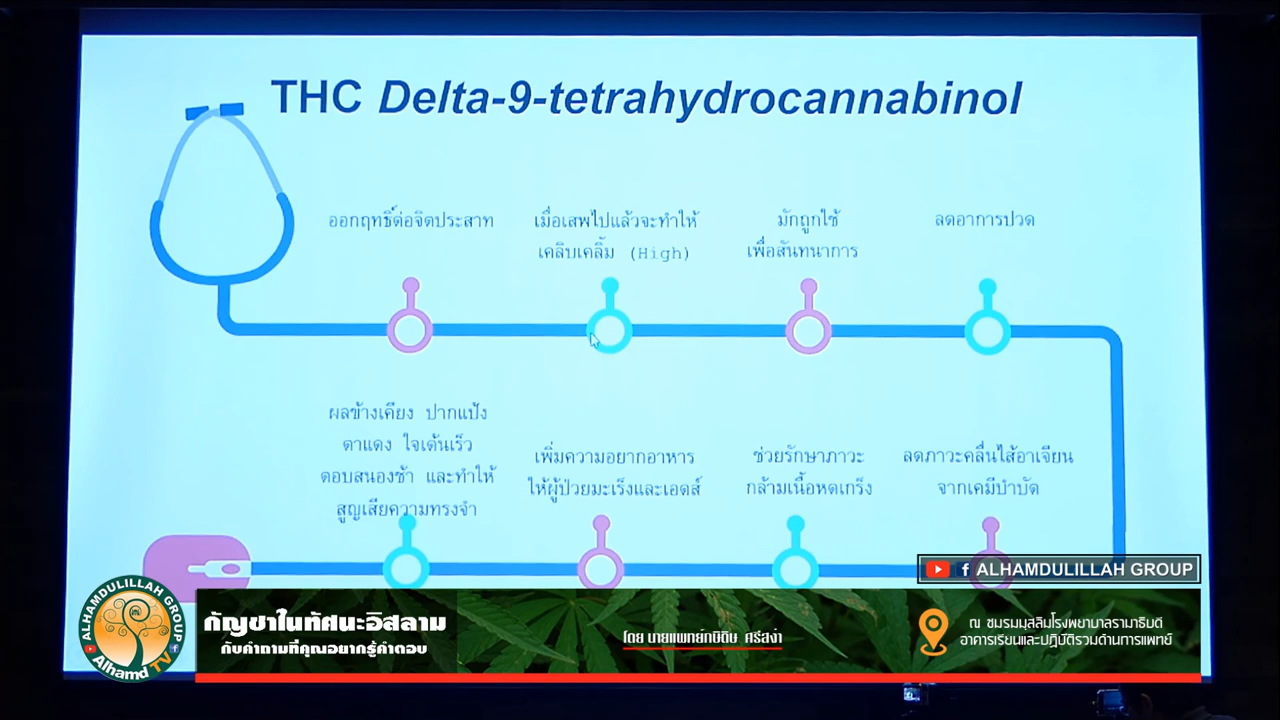 THC Delta-9-tetrahydrocannabinol
ออกฤทธิ์ต่อจิตประสาท
เมื่อเสพไปแล้วจะทำให้
เคลิบเคลิ้ม (High)
มักถูกใช้
เพื่อสันทนาการ
ลดอาการปวด
ผลข้างเคียง ปากแป้ง
ตาแดง ใจเต้นเร็ว
ตอบสนองช้า และทำให้
สูญเสียความทรงจำ
เพิ่มความอยากอาหาร
ให้ผู้ป่วยมะเร็งและเอดส์
ช่วยรักษาภาวะ
กล้ามเนื้อหดเกร็ง
ลดภาวะคลื่นไส้อาเจียน
จากเคมีบำบัด
ALHAMDULILLAH GROUP
ALHAMDULILLAH GROUP
Alhamd TV
กัญชาในทัศนะอิสลาม
กับคำถามที่คุณอยากรู้คำตอบ
โดย นายแพทย์กษิดิษ ศรีสง่า
ณ ชมรมมุสลิมโรงพยาบาลรามาธิบดี
อาคารเรียนและปฏิบัติรวมด้านการแพทย์